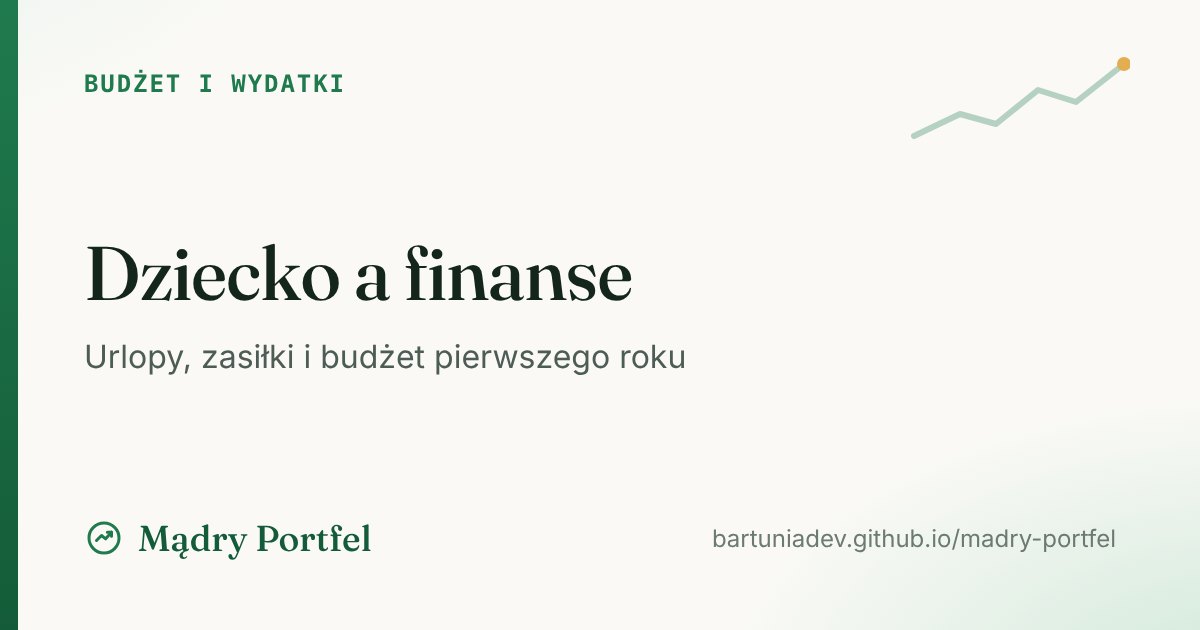 BUDŻET I WYDATKI
Dziecko a finanse
Urlopy, zasiłki i budżet pierwszego roku
Mądry Portfel
bartuniadev.github.io/madry-portfel